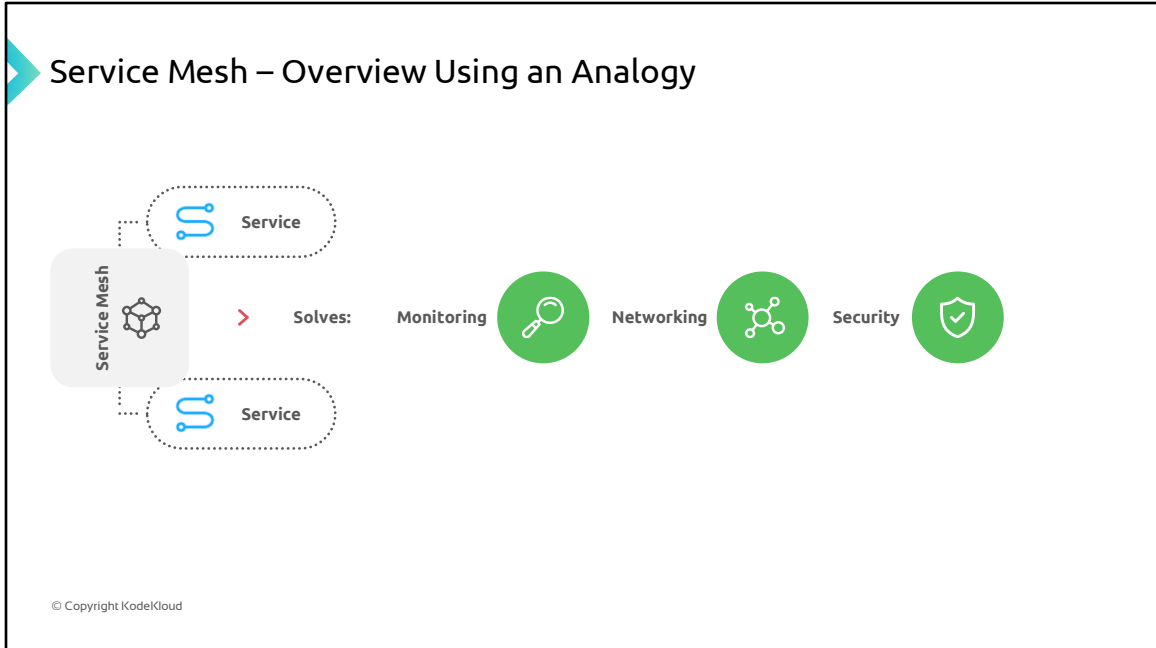 Service Mesh – Overview Using an Analogy
Service
Service Mesh
Solves: Monitoring Networking Security
Service
© Copyright KodeKloud